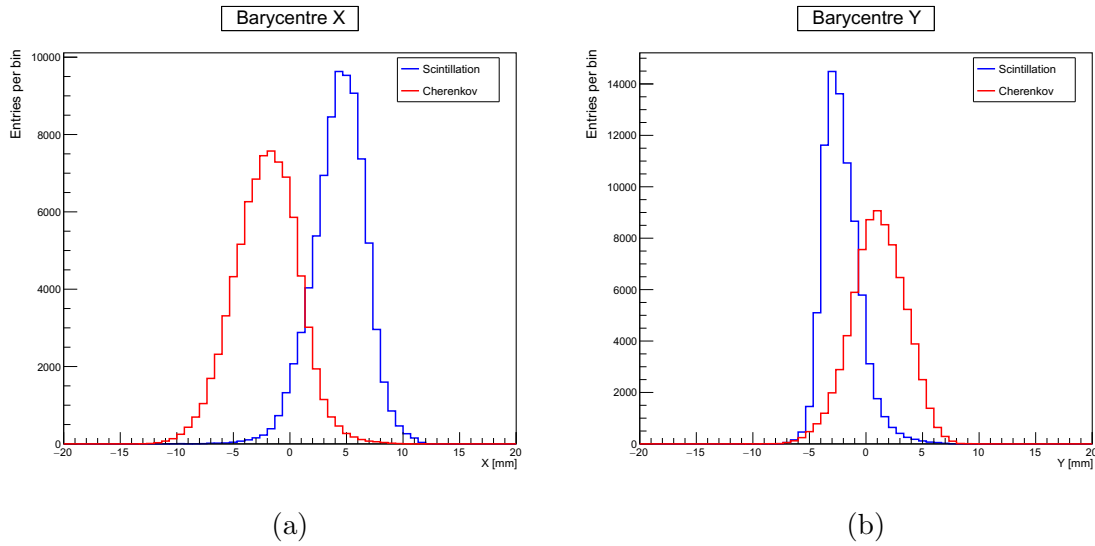 Barycentre X
Entries per bin
10000
8000
6000
4000
2000
0
Scintillation
Cherenkov
−20 −15 −10 −5 0 5 10 15 20
X [mm]
(a)
Barycentre Y
Entries per bin
14000
12000
10000
8000
6000
4000
2000
0
Scintillation
Cherenkov
−20 −15 −10 −5 0 5 10 15 20
Y [mm]
(b)